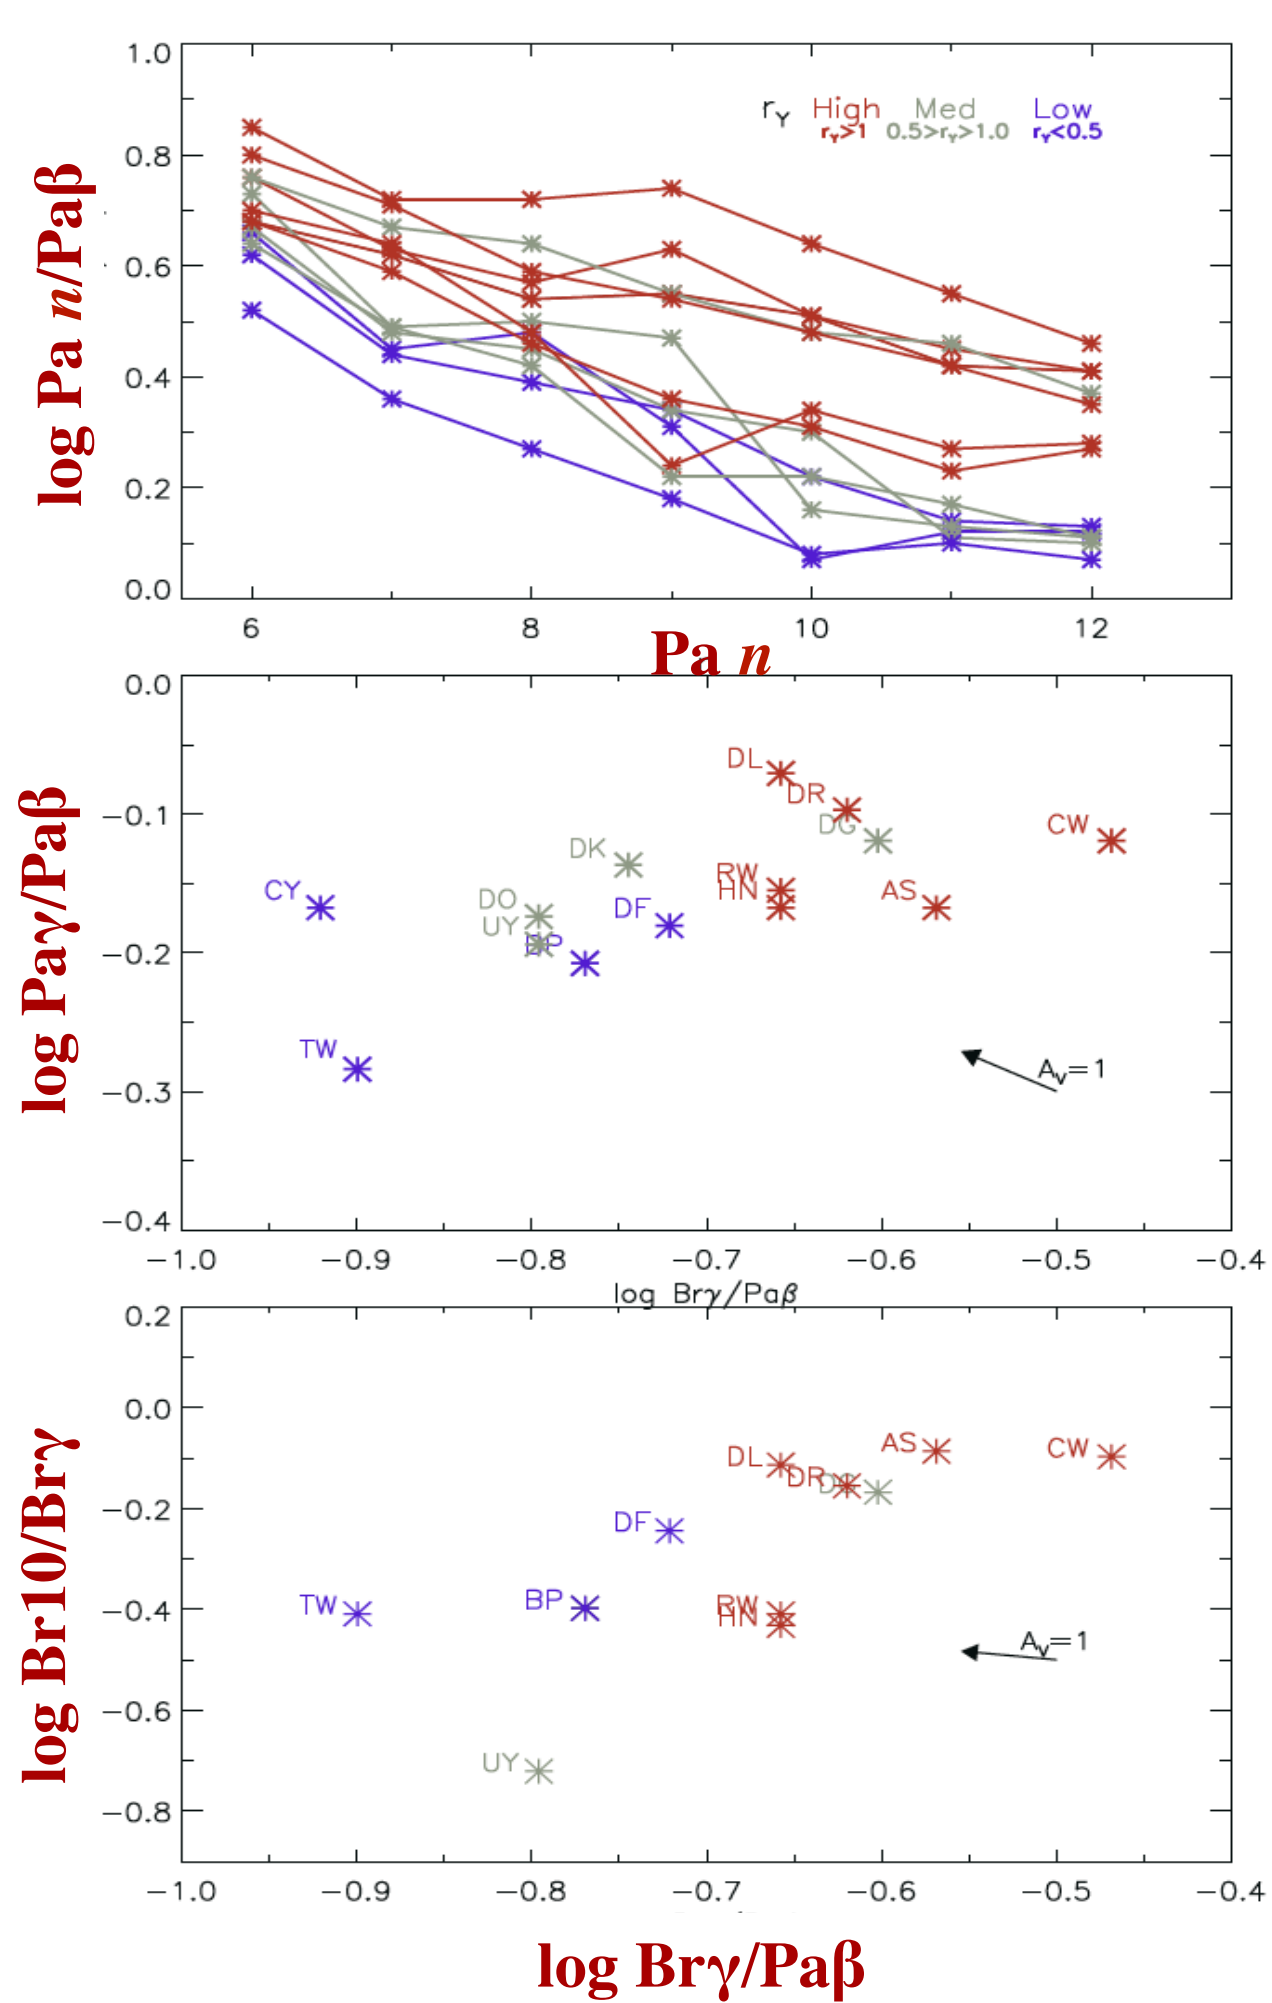 log Pa n/Paβ
1.0
0.8
0.6
0.4
0.2
0.0
rY High Med Low
rY>1 0.5>rY>1.0 rY<0.5
6 8 10 12
Pa n
log Paγ/Paβ
0.0
−0.1
−0.2
−0.3
−0.4
DL
DR
DG
CW
DK
RW
HN
AS
CY
DO
DF
UY
BP
TW
Av=1
−1.0 −0.9 −0.8 −0.7 −0.6 −0.5 −0.4
log Brγ/Paβ
log Br10/Brγ
0.2
0.0
−0.2
−0.4
−0.6
−0.8
AS
CW
DL
DR
DG
DF
TW
BP
RW
HN
Av=1
UY
−1.0 −0.9 −0.8 −0.7 −0.6 −0.5 −0.4
log Brγ/Paβ